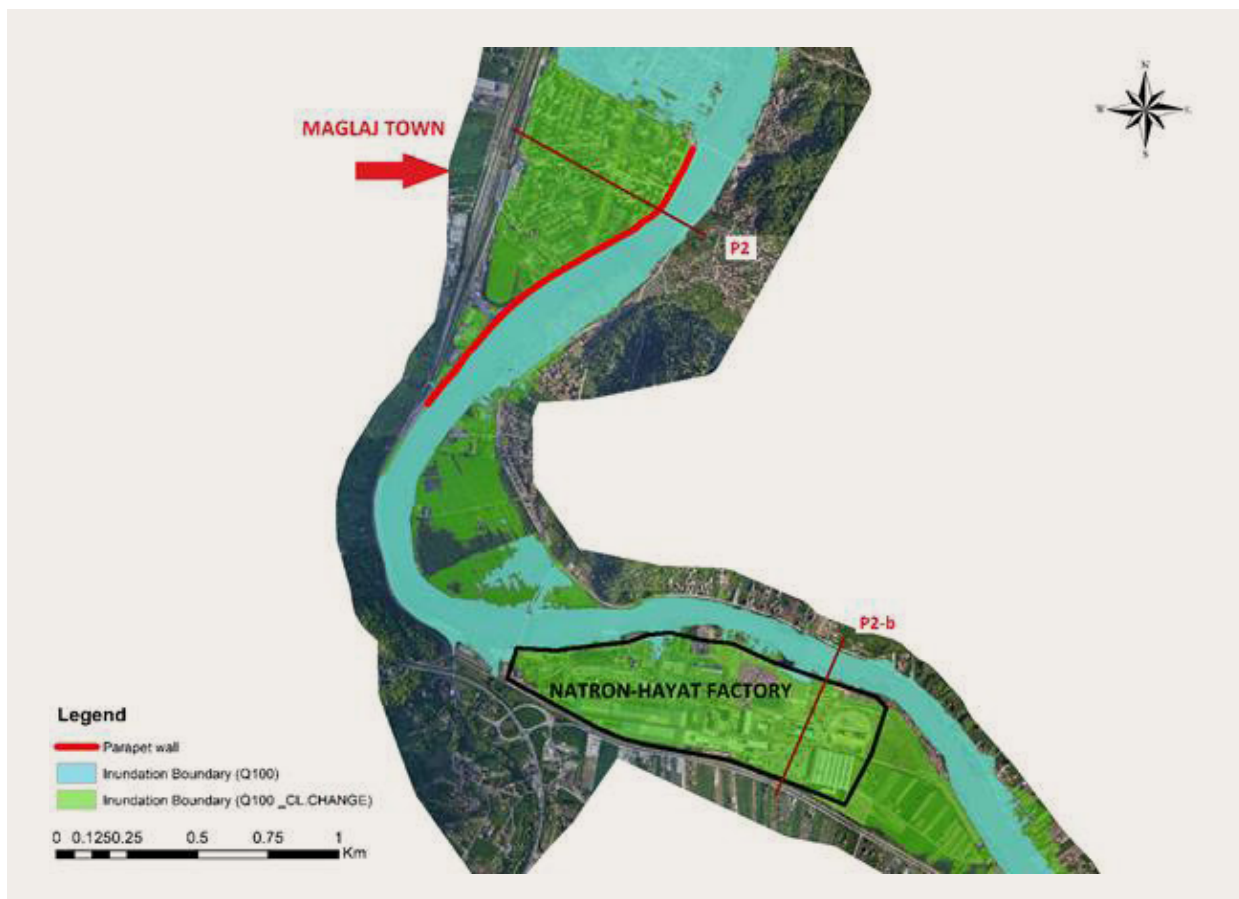 N
W
E
S
MAGLAJ TOWN
P2
P2-b
NATRON-HAYAT FACTORY
Legend
Parapet wall
Inundation Boundary (Q100)
Inundation Boundary (Q100 _CL.CHANGE)
0 0.1250.25 0.5 0.75 1
Km